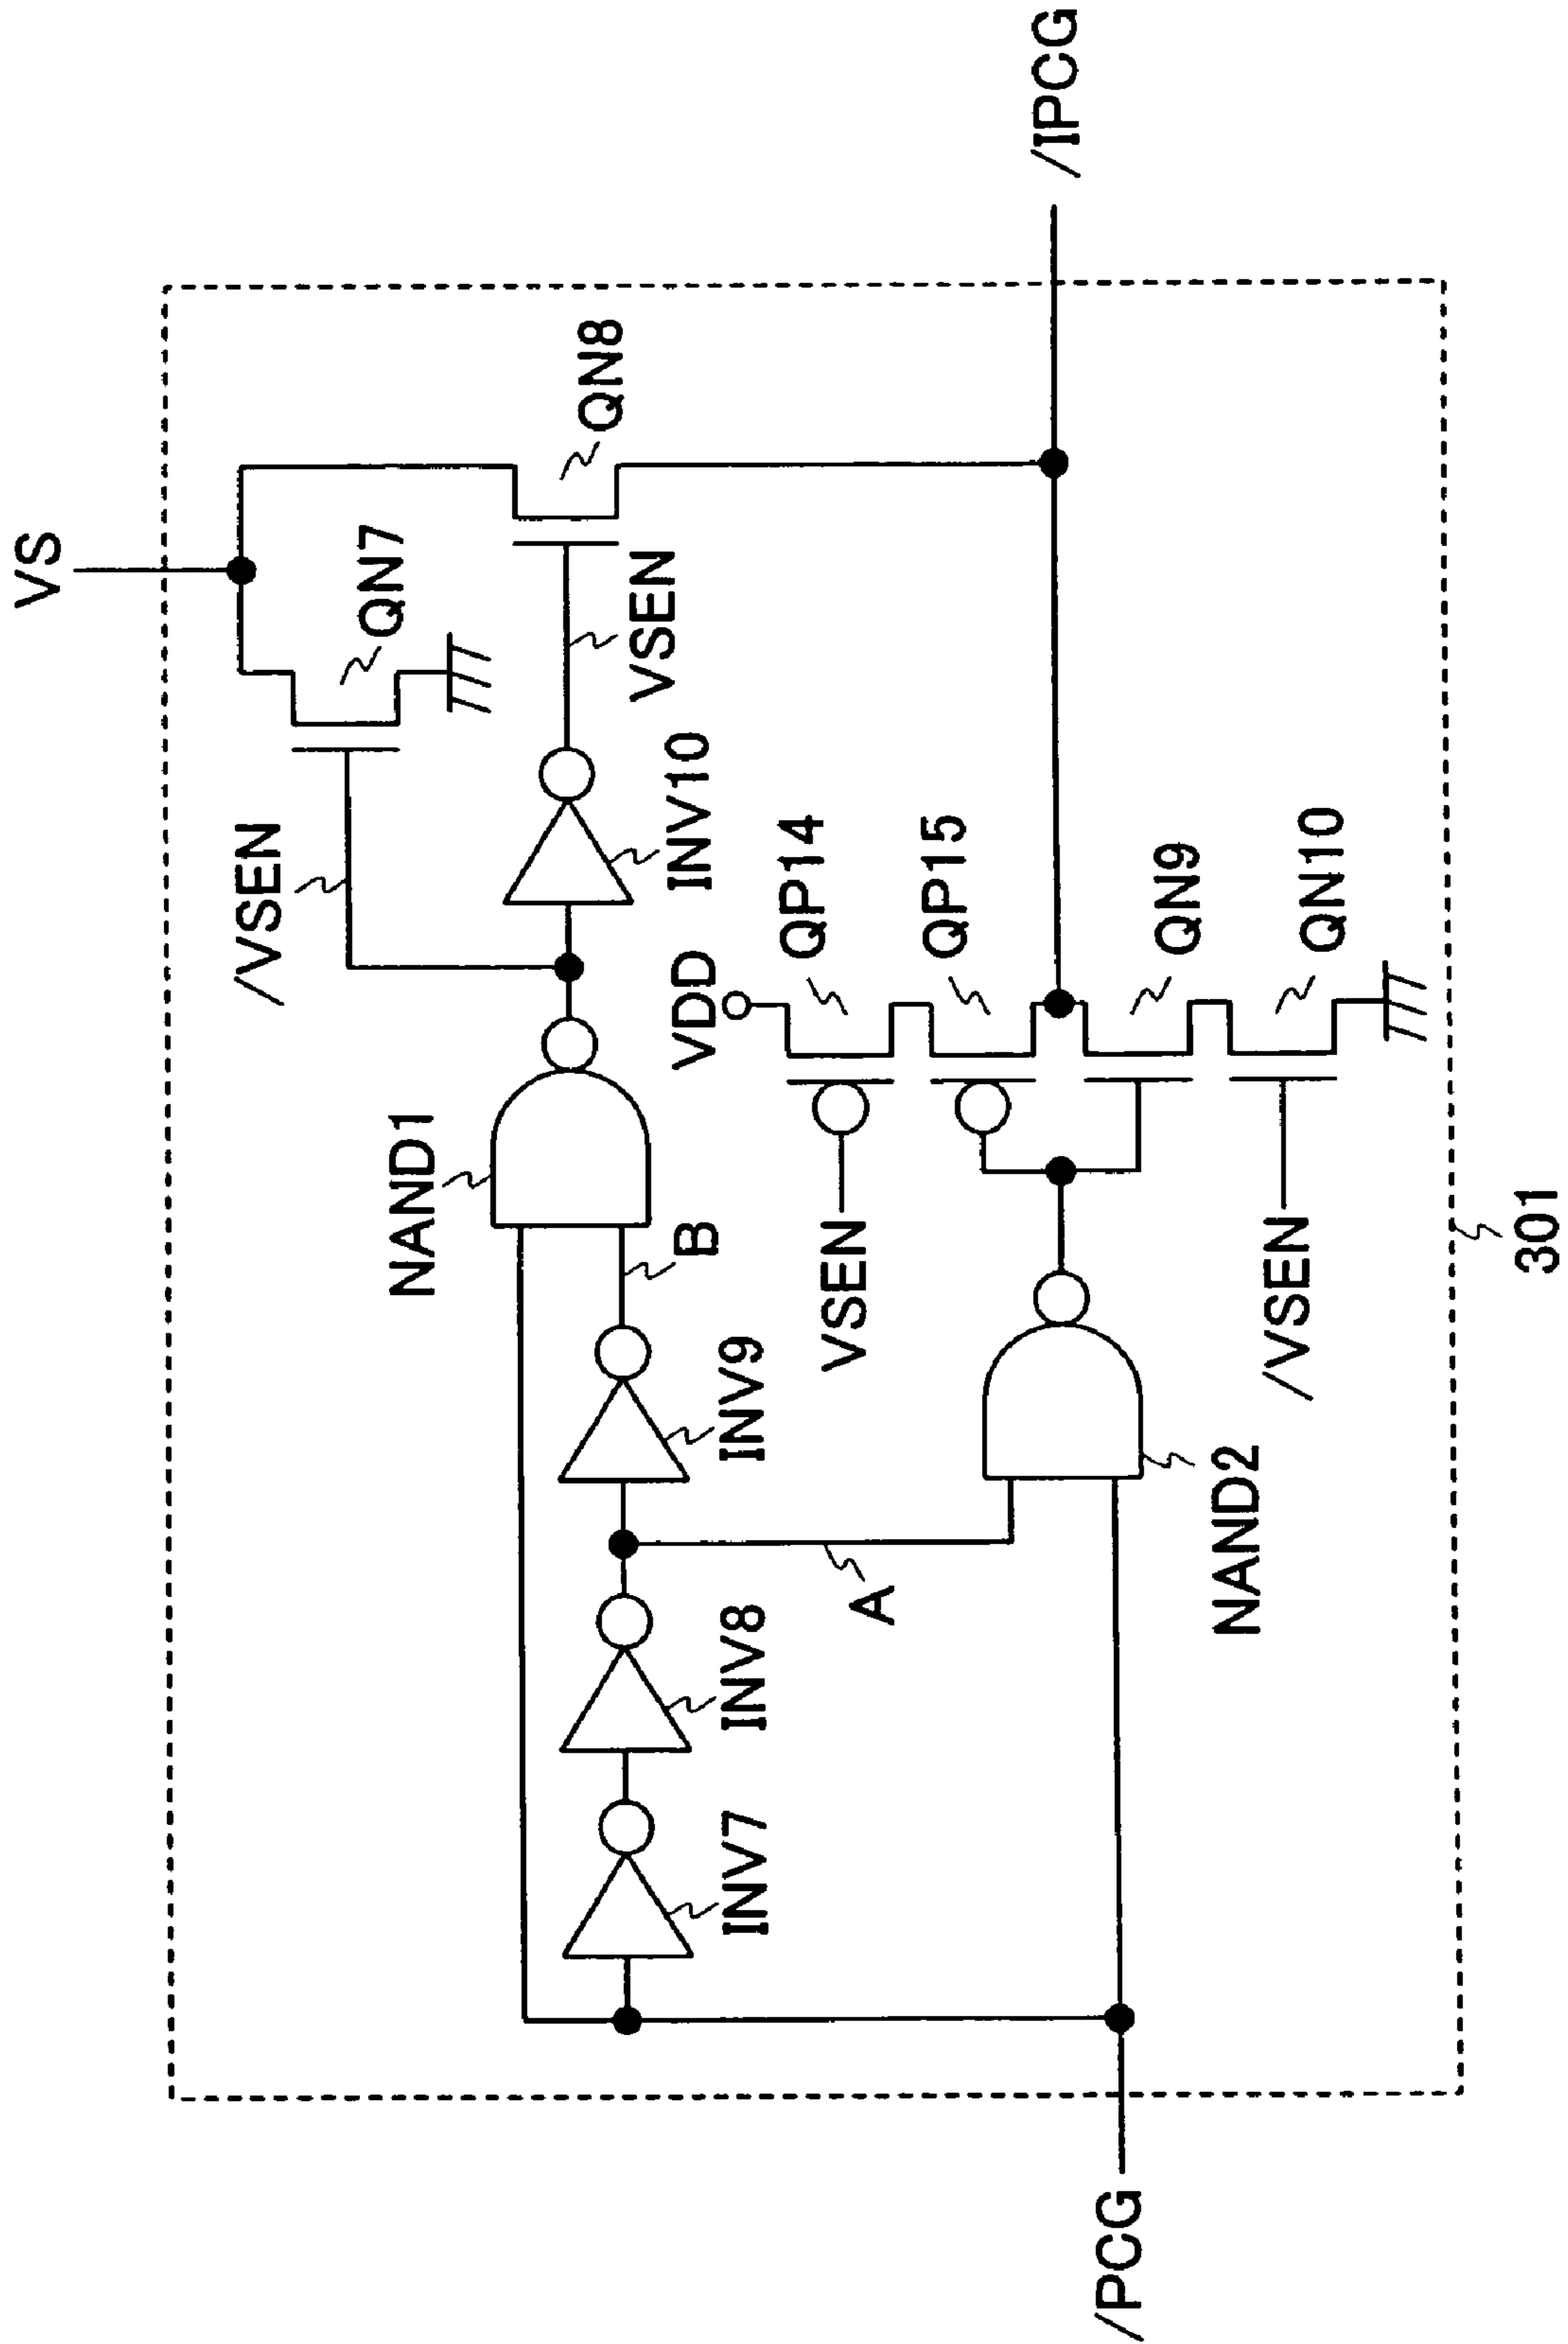 VS
QN7
/VSEN
QN8
VSEN
INV10
NAND1
B
INV7
INV8
INV9
A
VDD
QP14
VSEN
QP15
QN9
/VSEN
QN10
NAND2
/PCG
/IPCG
301